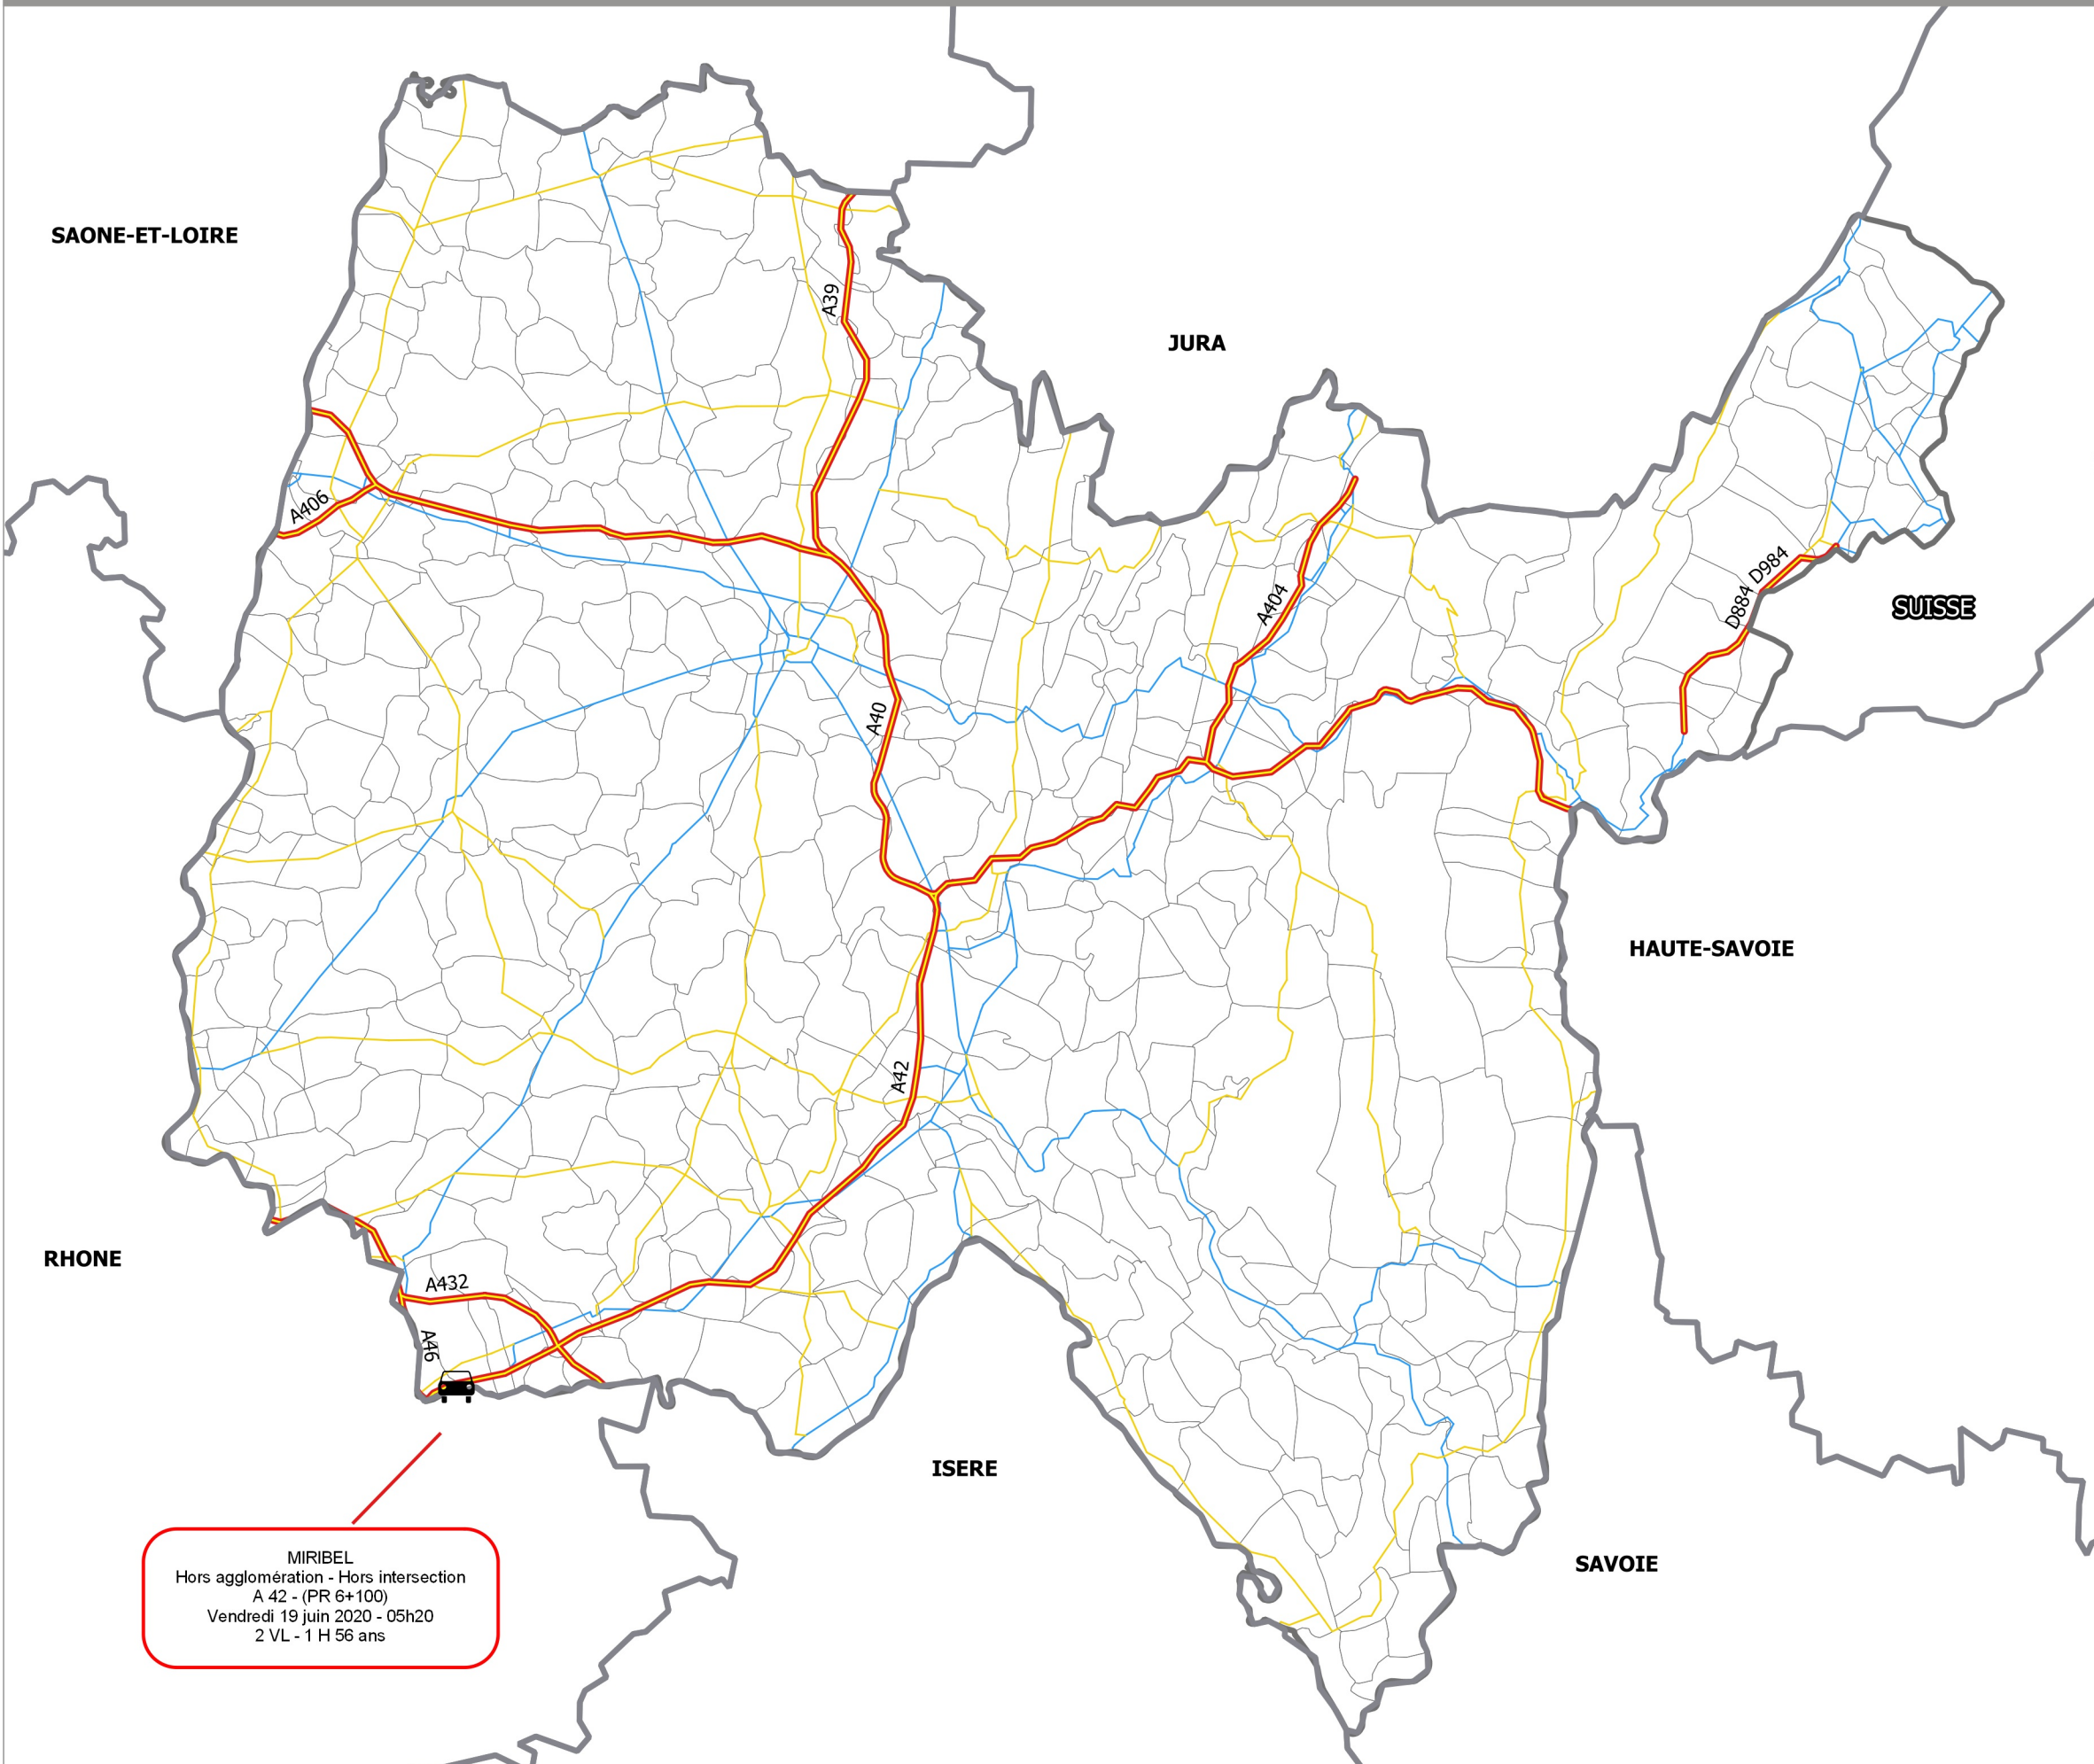 SAONE-ET-LOIRE
A39
JURA
A406
D984
D884
A404
SUISSE
A40
HAUTE-SAVOIE
A42
RHONE
A432
A46
ISERE
MIRIBEL
Hors agglomération - Hors intersection
A 42 - (PR 6+100)
Vendredi 19 juin 2020 - 05h20
2 VL - 1 H 56 ans
SAVOIE